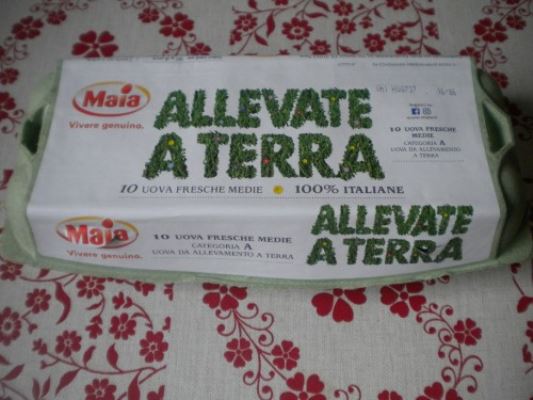 Maia
Vivere genuino.
ALLEVATE
A TERRA
10 UOVA FRESCHE MEDIE
100% ITALIANE
10 UOVA FRESCHE
MEDIE
CATEGORIA A
UOVA DA ALLEVAMENTO
A TERRA
Maia
Vivere genuino.
10 UOVA FRESCHE MEDIE
CATEGORIA A
UOVA DA ALLEVAMENTO A TERRA
ALLEVATE
A TERRA